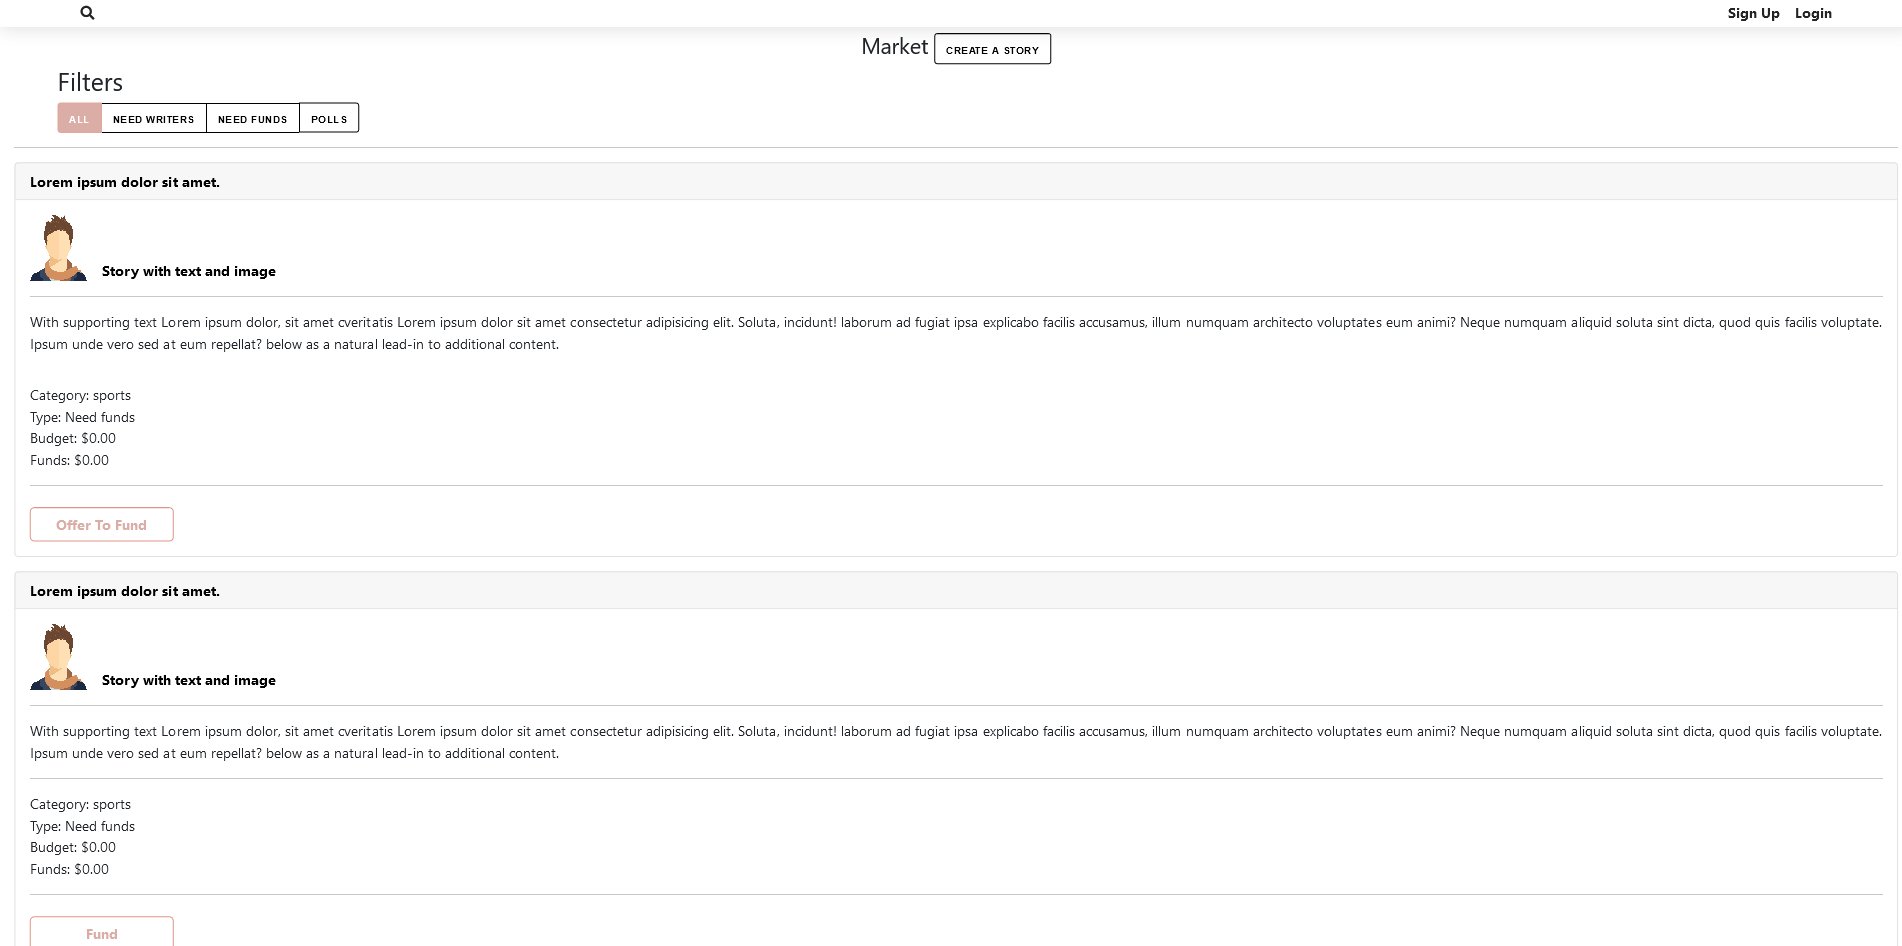 Sign Up Login
Market CREATE A STORY
Filters
ALL NEED WRITERS NEED FUNDS POLLS
Lorem ipsum dolor sit amet.
Story with text and image
With supporting text Lorem ipsum dolor, sit amet cveritatis Lorem ipsum dolor sit amet consectetur adipisicing elit. Soluta, incidunt! laborum ad fugiat ipsa explicabo facilis accusamus, illum numquam architecto voluptates eum animi? Neque numquam aliquid soluta sint dicta, quod quis facilis voluptate.
Ipsum unde vero sed at eum repellat? below as a natural lead-in to additional content.
Category: sports
Type: Need funds
Budget: $0.00
Funds: $0.00
Offer To Fund
Lorem ipsum dolor sit amet.
Story with text and image
With supporting text Lorem ipsum dolor, sit amet cveritatis Lorem ipsum dolor sit amet consectetur adipisicing elit. Soluta, incidunt! laborum ad fugiat ipsa explicabo facilis accusamus, illum numquam architecto voluptates eum animi? Neque numquam aliquid soluta sint dicta, quod quis facilis voluptate.
Ipsum unde vero sed at eum repellat? below as a natural lead-in to additional content.
Category: sports
Type: Need funds
Budget: $0.00
Funds: $0.00
Fund